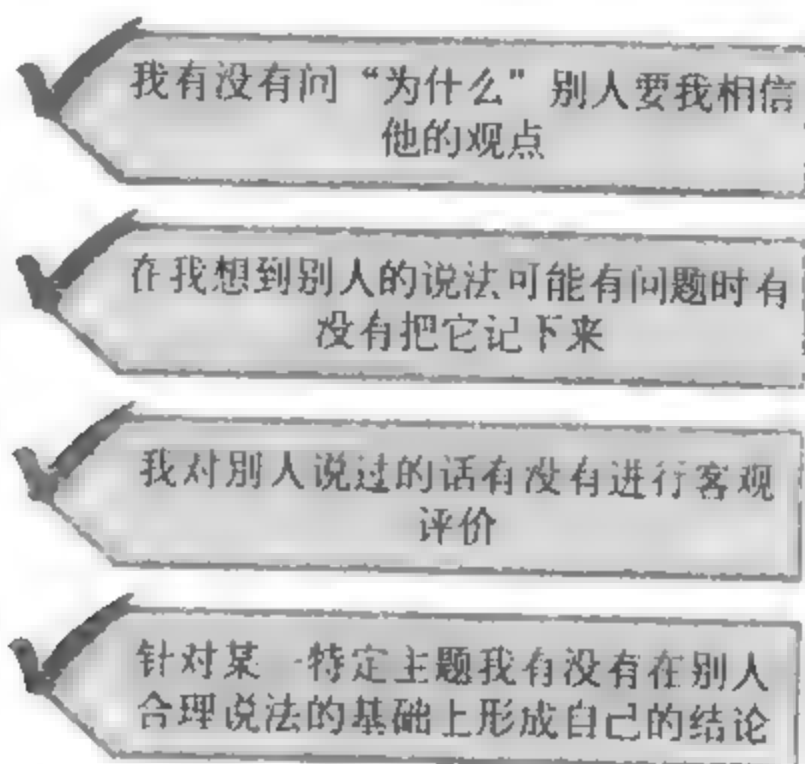 我有没有问“为什么”别人要我相信
他的观点
在我想到别人的说法可能有问题时有
没有把它记下来
我对别人说过的话有没有进行客观
评价
针对某一特定主题我有没有在别人
合理说法的基础上形成自己的结论